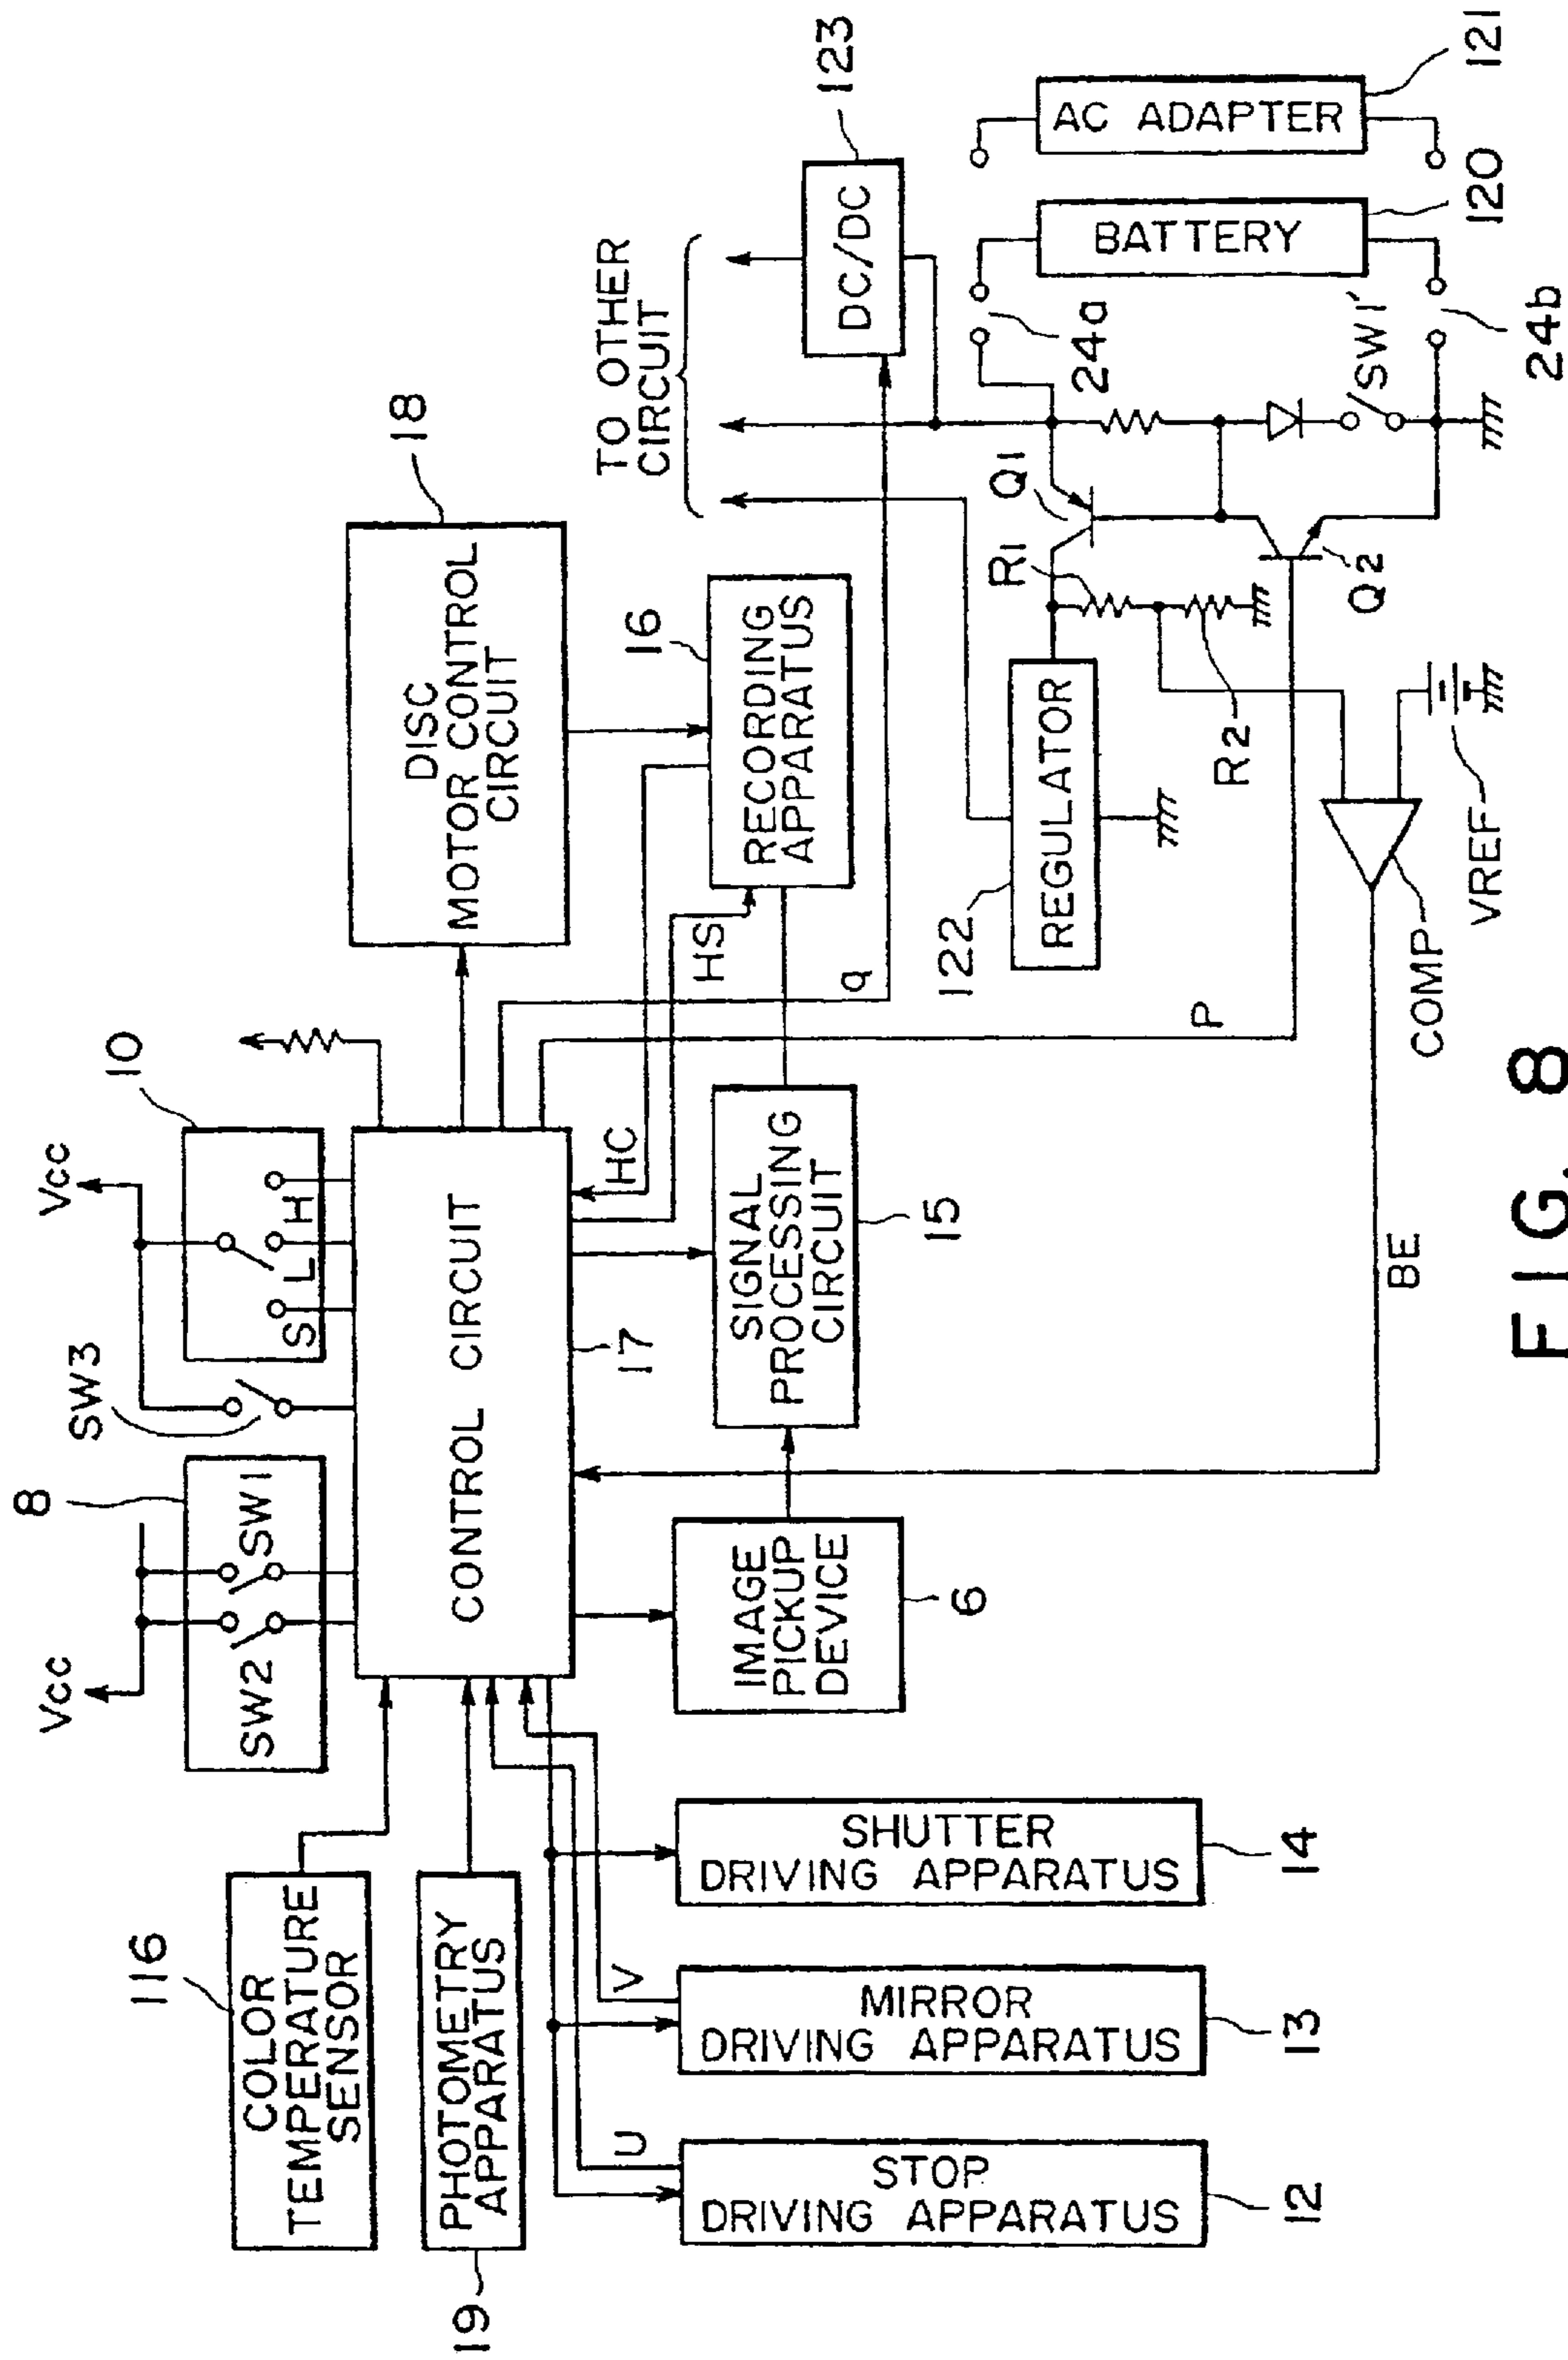 COLOR
TEMPERATURE
SENSOR
116
PHOTOMETRY
APPARATUS
19
Vcc
8
SW2
SW1
SW3
Vcc
10
S
L
H
CONTROL CIRCUIT
17
DISC
MOTOR CONTROL
CIRCUIT
18
TO OTHER
CIRCUIT
123
DC/DC
RECORDING
APPARATUS
16
HC
HS
q
P
U
V
STOP
DRIVING APPARATUS
12
MIRROR
DRIVING APPARATUS
13
SHUTTER
DRIVING APPARATUS
14
IMAGE
PICKUP
DEVICE
6
SIGNAL
PROCESSING
CIRCUIT
15
REGULATOR
122
R1
Q1
24a
BATTERY
120
AC ADAPTER
121
R2
Q2
SW1'
24b
BE
COMP
VREF
FIG. 8